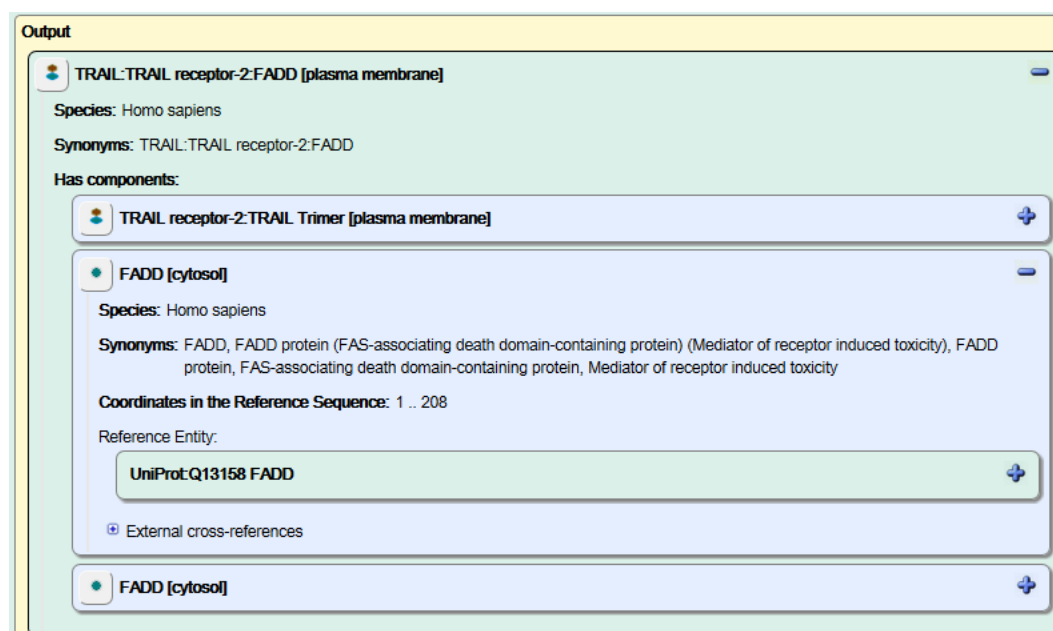 Output
TRAIL:TRAIL receptor-2:FADD [plasma membrane]
Species: Homo sapiens
Synonyms: TRAIL:TRAIL receptor-2:FADD
Has components:
TRAIL receptor-2:TRAIL Trimer [plasma membrane]
FADD [cytosol]
Species: Homo sapiens
Synonyms: FADD, FADD protein (FAS-associating death domain-containing protein) (Mediator of receptor induced toxicity), FADD
protein, FAS-associating death domain-containing protein, Mediator of receptor induced toxicity
Coordinates in the Reference Sequence: 1 .. 208
Reference Entity:
UniProt:Q13158 FADD
External cross-references
FADD [cytosol]